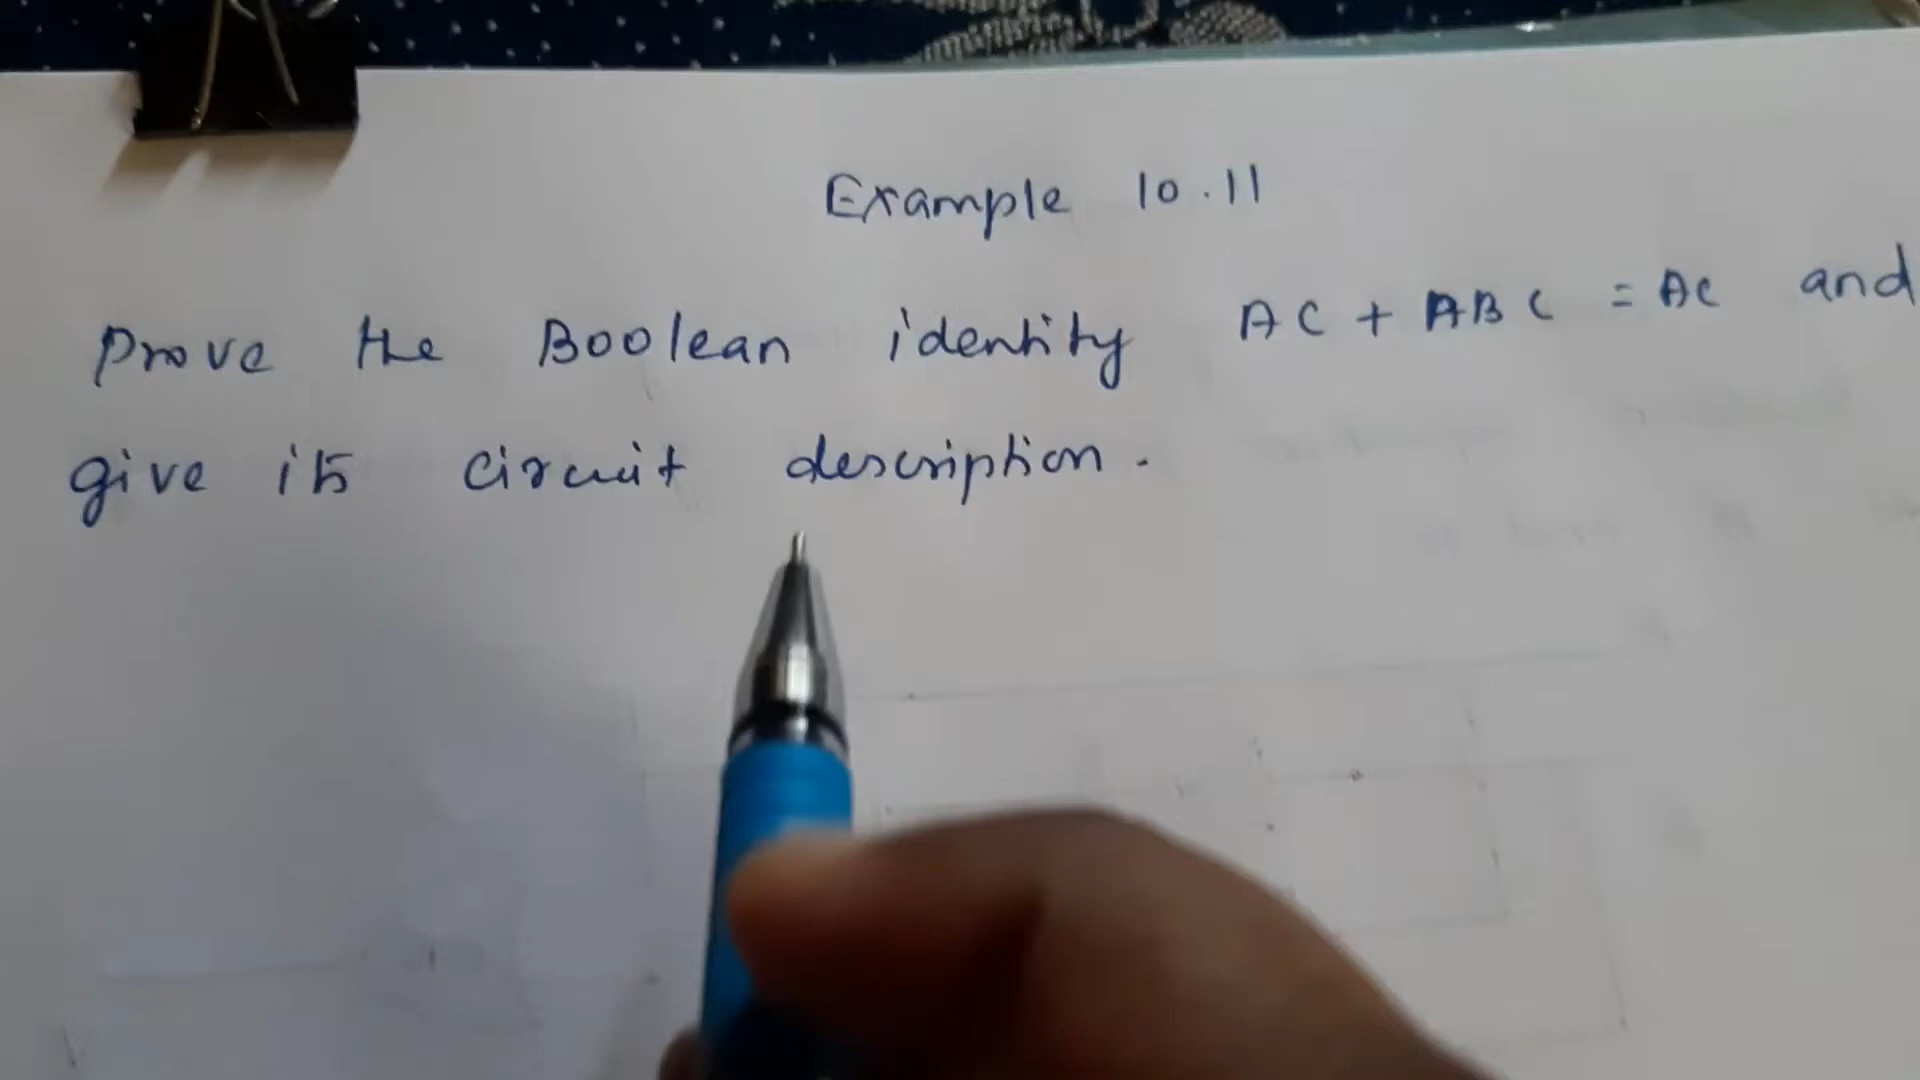 Example 10.11
Prove the Boolean identity AC + ABC = AC and
give its circuit description.